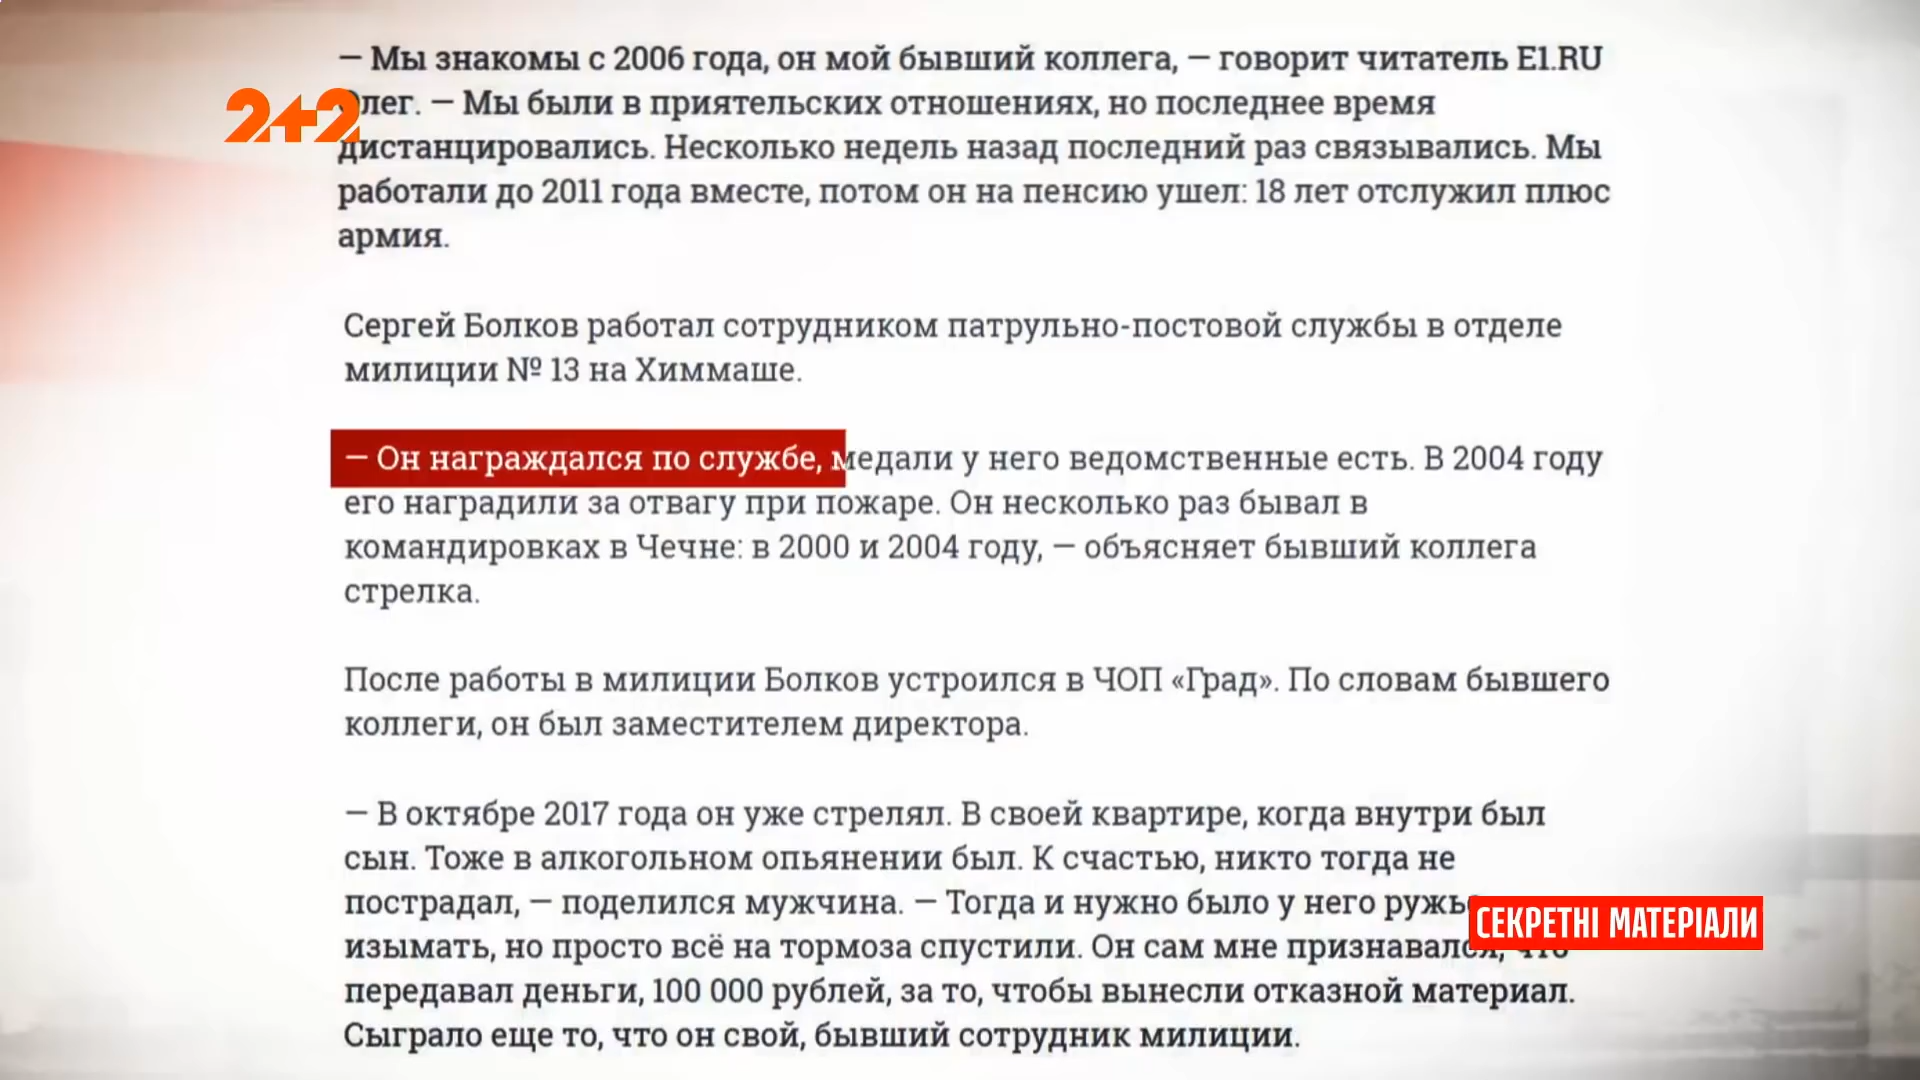 — Мы знакомы с 2006 года, он мой бывший коллега, — говорит читатель E1.RU
2+2
Олег. — Мы были в приятельских отношениях, но последнее время
дистанцировались. Несколько недель назад последний раз связывались. Мы
работали до 2011 года вместе, потом он на пенсию ушел: 18 лет отслужил плюс
армия.
Сергей Болков работал сотрудником патрульно-постовой службы в отделе
милиции № 13 на Химмаше.
— Он награждался по службе, медали у него ведомственные есть. В 2004 году
его наградили за отвагу при пожаре. Он несколько раз бывал в
командировках в Чечне: в 2000 и 2004 году, — объясняет бывший коллега
стрелка.
После работы в милиции Болков устроился в ЧОП «Град». По словам бывшего
коллеги, он был заместителем директора.
— В октябре 2017 года он уже стрелял. В своей квартире, когда внутри был
сын. Тоже в алкогольном опьянении был. К счастью, никто тогда не
пострадал, — поделился мужчина. — Тогда и нужно было у него ружье
СЕКРЕТНІ МАТЕРІАЛИ
изымать, но просто всё на тормоза спустили. Он сам мне признавался, что
передавал деньги, 100 000 рублей, за то, чтобы вынесли отказной материал.
Сыграло еще то, что он свой, бывший сотрудник милиции.